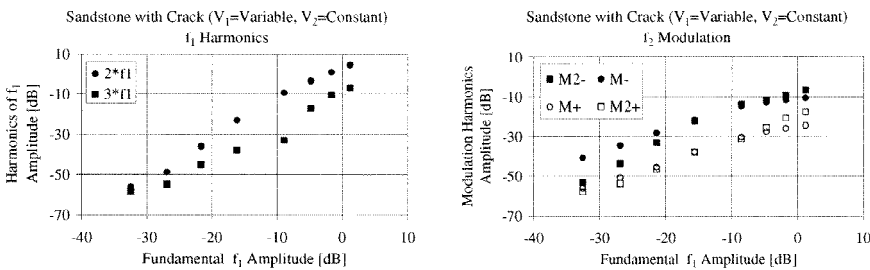 Sandstone with Crack (V1=Variable, V2=Constant)
f1 Harmonics
Harmonics of f1
Amplitude [dB]
10
-10
-30
-50
-70
2*f1
3*f1
-40 -30 -20 -10 0 10
Fundamental f1 Amplitude [dB]
Sandstone with Crack (V1=Variable, V2=Constant)
f2 Modulation
Modulation Harmonics
Amplitude [dB]
10
-10
-30
-50
-70
M2- M-
M+ M2+
-40 -30 -20 -10 0 10
Fundamental f1 Amplitude [dB]